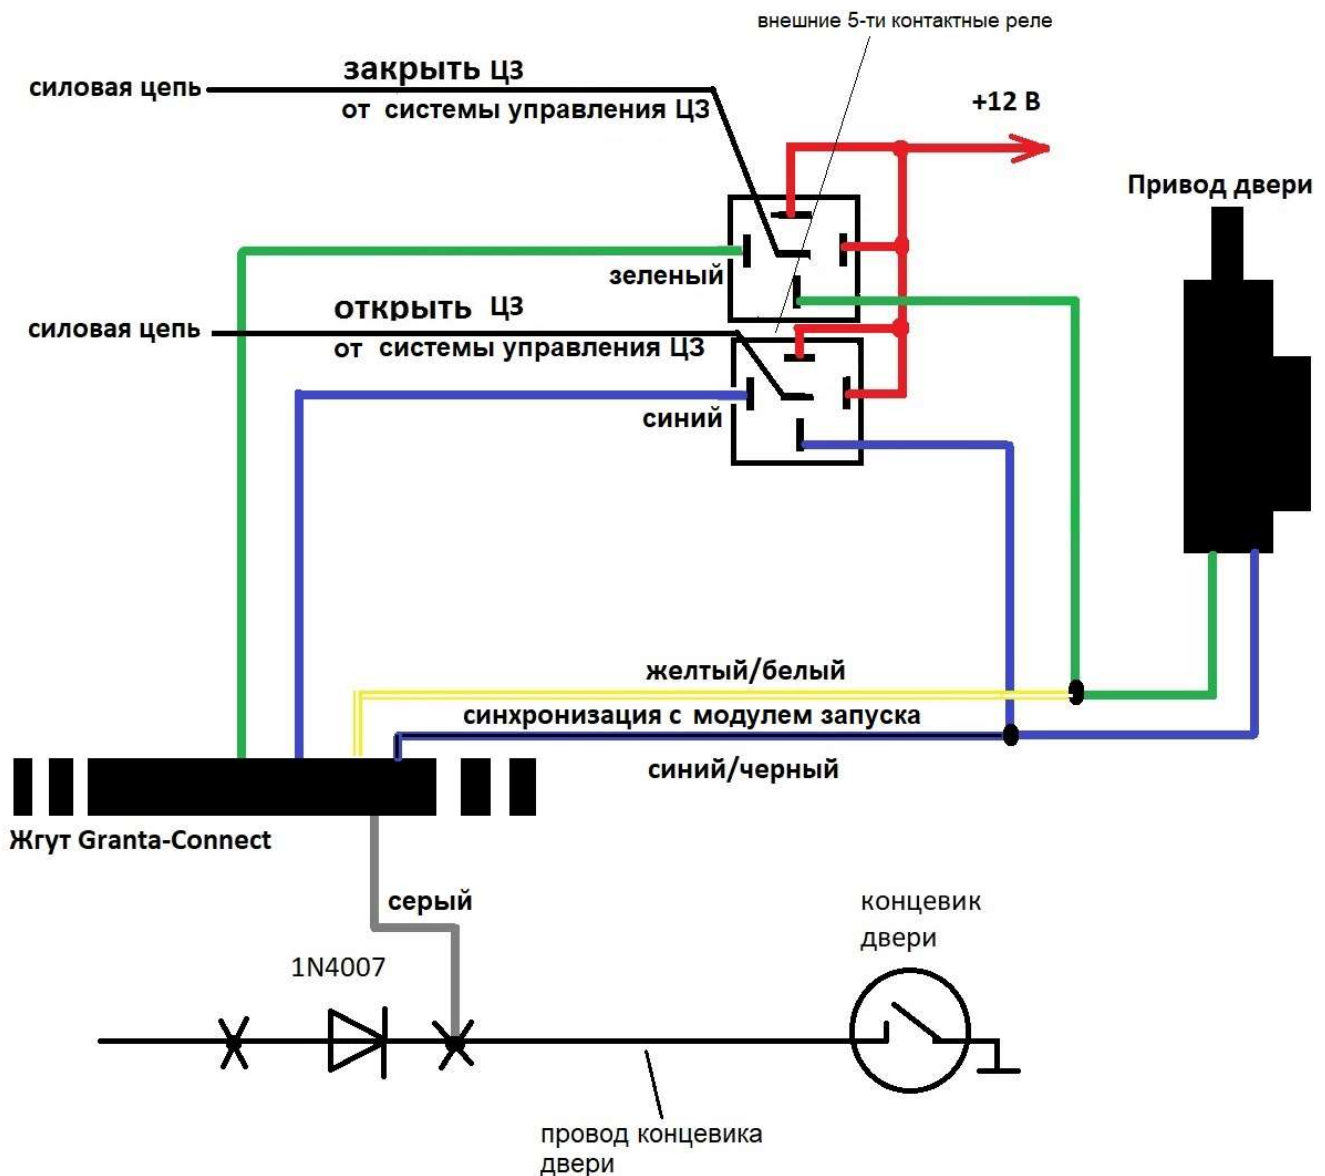 внешние 5-ти контактные реле
закрыть ЦЗ
силовая цепь
от системы управления ЦЗ
+12 В
Привод двери
зеленый
открыть ЦЗ
силовая цепь
от системы управления ЦЗ
синий
желтый/белый
синхронизация с модулем запуска
синий/черный
Жгут Granta-Connect
серый
концевик
двери
1N4007
провод концевика
двери